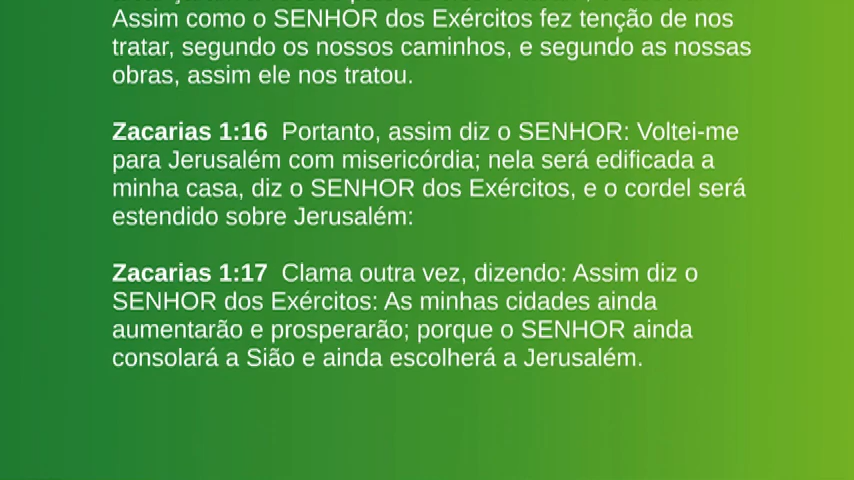 Assim como o SENHOR dos Exércitos fez tenção de nos
tratar, segundo os nossos caminhos, e segundo as nossas
obras, assim ele nos tratou.
Zacarias 1:16 Portanto, assim diz o SENHOR: Voltei-me
para Jerusalém com misericórdia; nela será edificada a
minha casa, diz o SENHOR dos Exércitos, e o cordel será
estendido sobre Jerusalém:
Zacarias 1:17 Clama outra vez, dizendo: Assim diz o
SENHOR dos Exércitos: As minhas cidades ainda
aumentarão e prosperarão; porque o SENHOR ainda
consolará a Sião e ainda escolherá a Jerusalém.